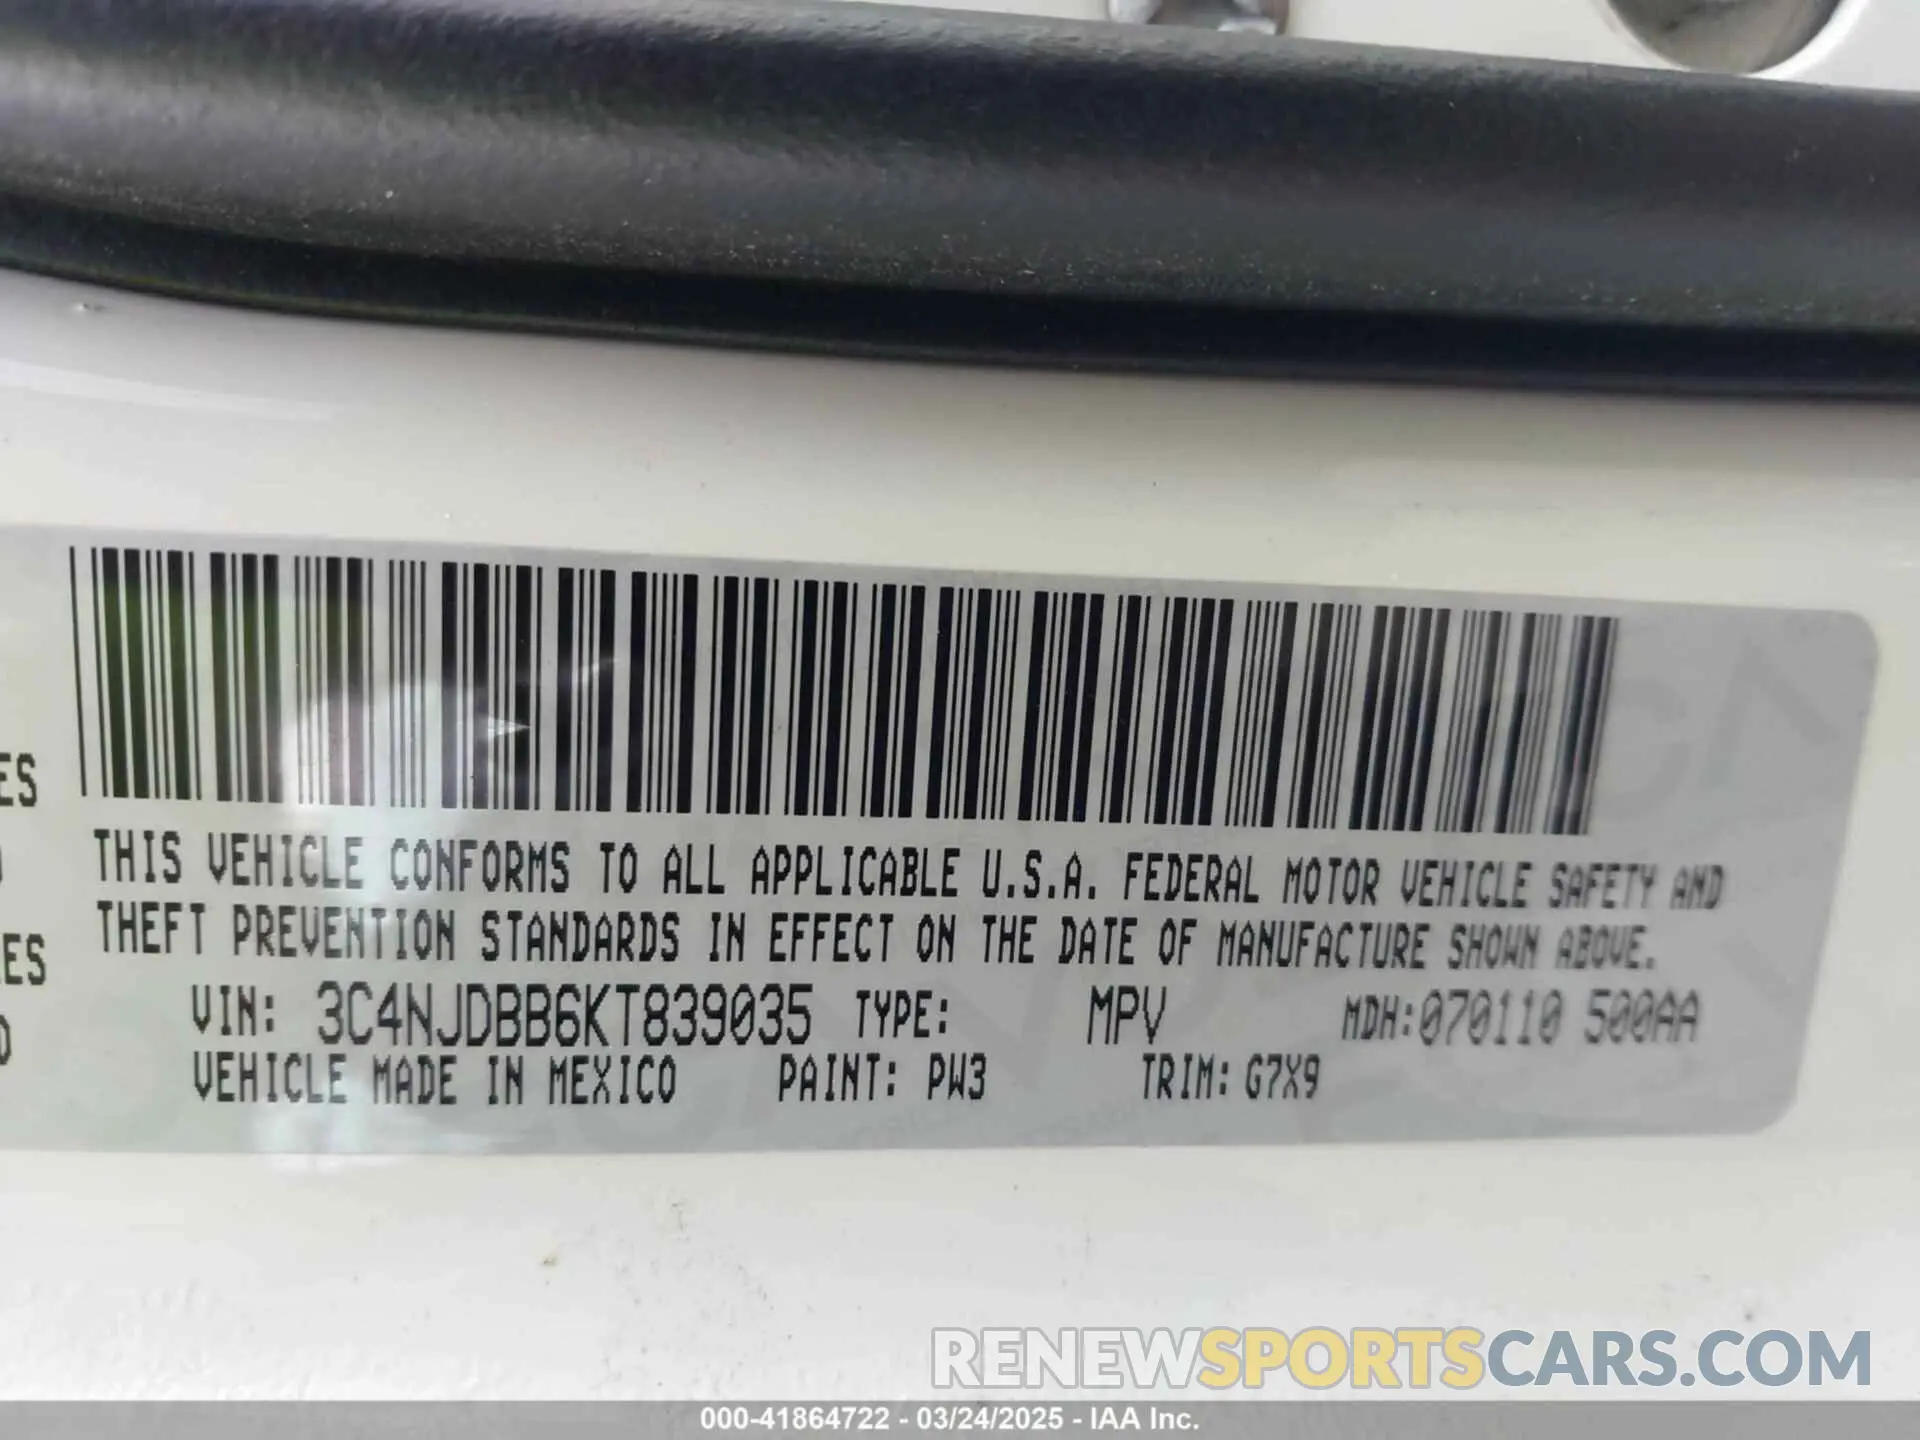 ES
THIS VEHICLE CONFORMS TO ALL APPLICABLE U.S.A. FEDERAL MOTOR VEHICLE SAFETY AND
THEFT PREVENTION STANDARDS IN EFFECT ON THE DATE OF MANUFACTURE SHOWN ABOVE.
ES
VIN: 3C4NJDBB6KT839035 TYPE: MPV MDH:070110 500AA
VEHICLE MADE IN MEXICO PAINT: PW3 TRIM: G7X9
RENEWSPORTSCARS.COM
000-41864722 - 03/24/2025 - IAA Inc.